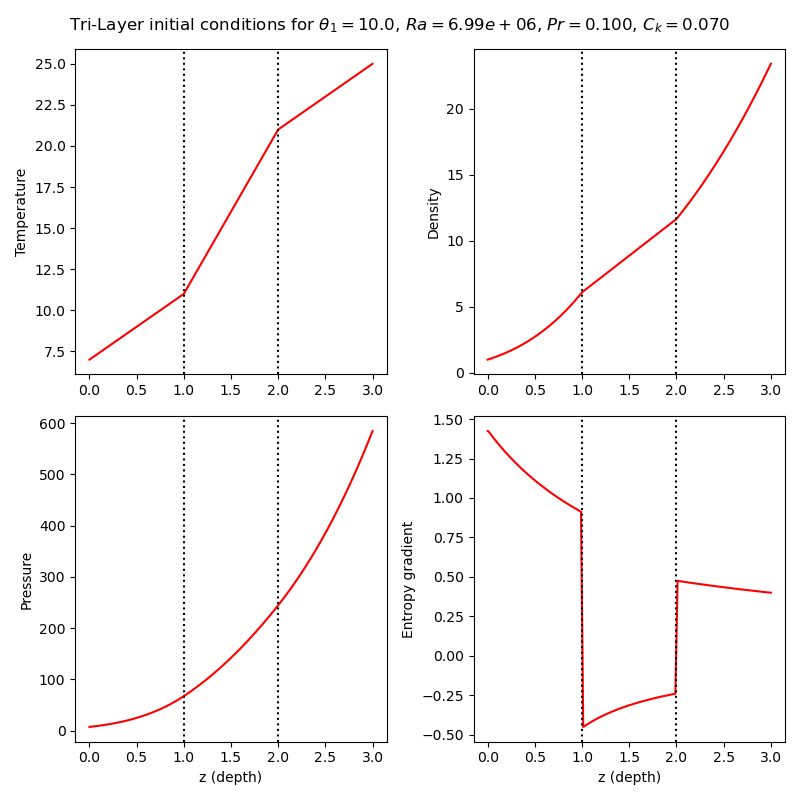 Tri-Layer initial conditions for θ₁ = 10.0, Ra = 6.99e + 06, Pr = 0.100, Cₖ = 0.070
Temperature
25.0
22.5
20.0
17.5
15.0
12.5
10.0
7.5
0.0 0.5 1.0 1.5 2.0 2.5 3.0
Density
20
15
10
5
0
0.0 0.5 1.0 1.5 2.0 2.5 3.0
Pressure
600
500
400
300
200
100
0
0.0 0.5 1.0 1.5 2.0 2.5 3.0
z (depth)
Entropy gradient
1.50
1.25
1.00
0.75
0.50
0.25
0.00
−0.25
−0.50
0.0 0.5 1.0 1.5 2.0 2.5 3.0
z (depth)